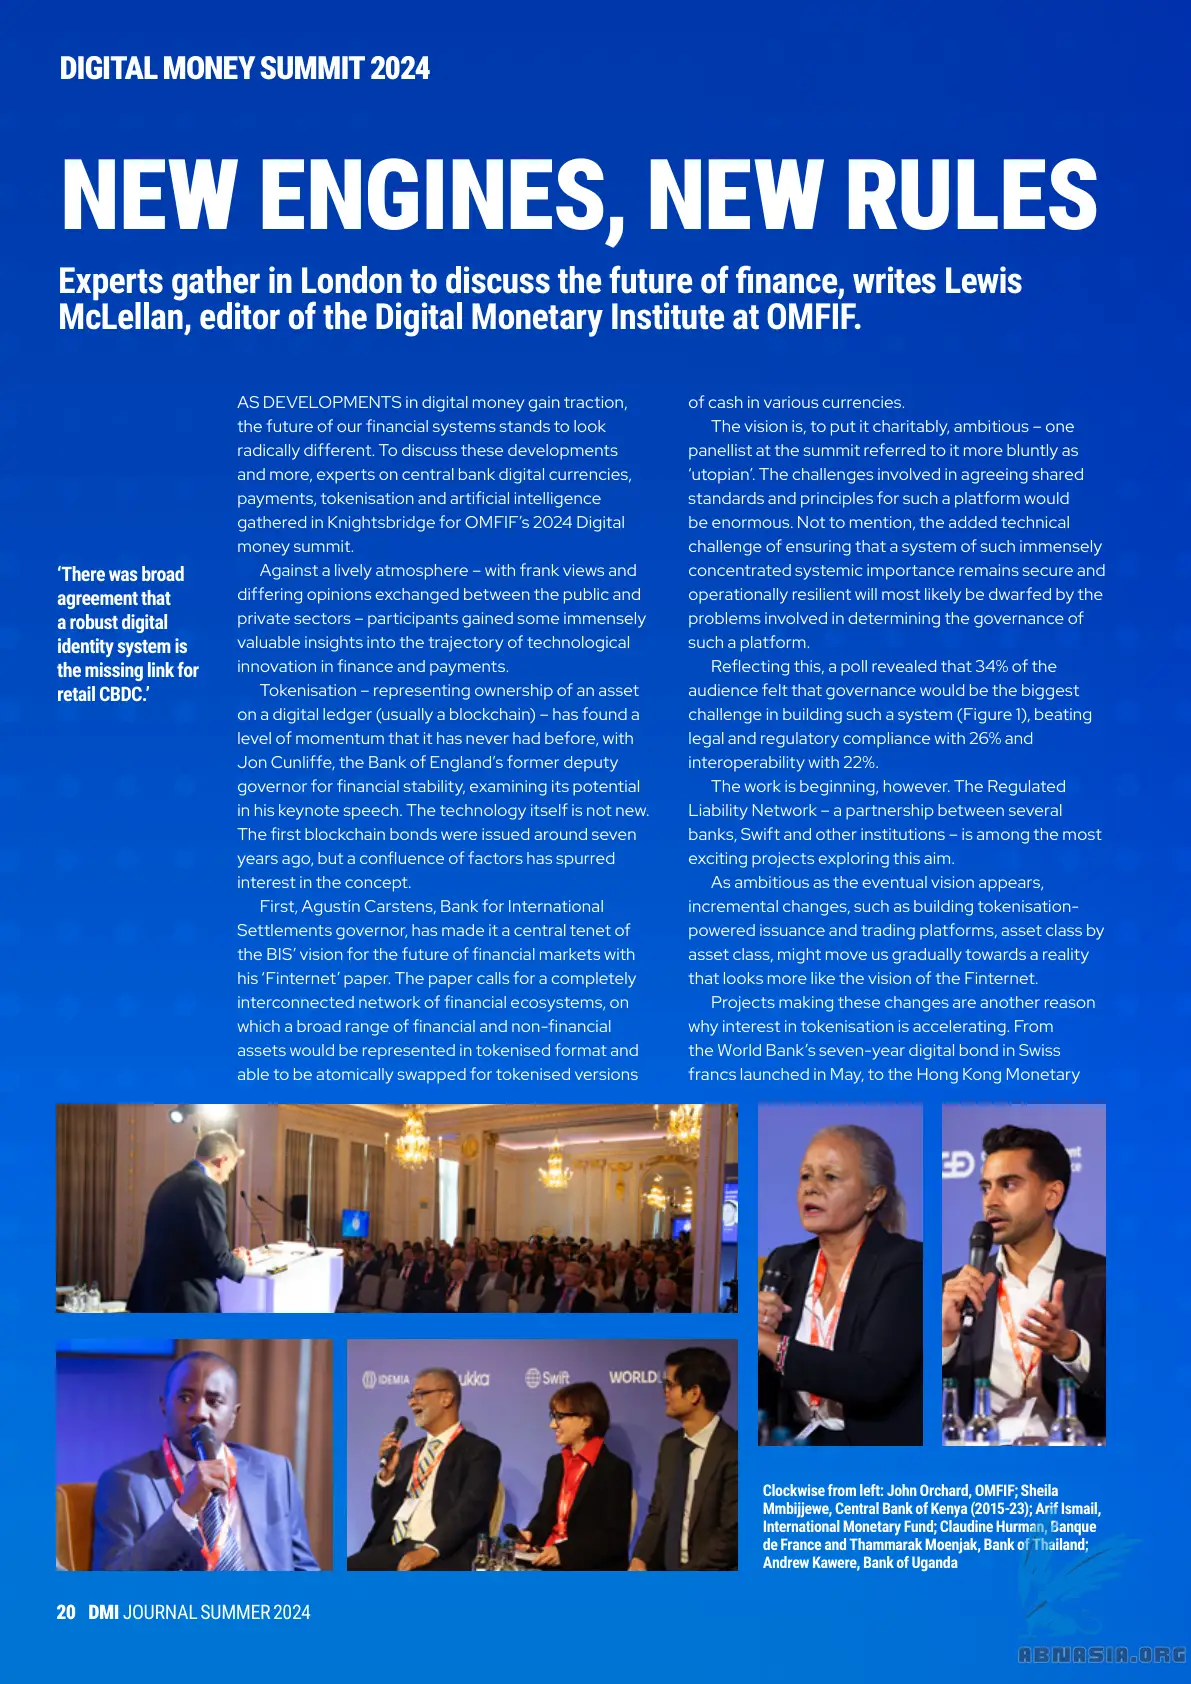 DIGITAL MONEY SUMMIT 2024
NEW ENGINES, NEW RULES
Experts gather in London to discuss the future of finance, writes Lewis
McLellan, editor of the Digital Monetary Institute at OMFIF.
‘There was broad
agreement that
a robust digital
identity system is
the missing link for
retail CBDC.’
AS DEVELOPMENTS in digital money gain traction,
the future of our financial systems stands to look
radically different. To discuss these developments
and more, experts on central bank digital currencies,
payments, tokenisation and artificial intelligence
gathered in Knightsbridge for OMFIF’s 2024 Digital
money summit.
Against a lively atmosphere – with frank views and
differing opinions exchanged between the public and
private sectors – participants gained some immensely
valuable insights into the trajectory of technological
innovation in finance and payments.
Tokenisation – representing ownership of an asset
on a digital ledger (usually a blockchain) – has found a
level of momentum that it has never had before, with
Jon Cunliffe, the Bank of England’s former deputy
governor for financial stability, examining its potential
in his keynote speech. The technology itself is not new.
The first blockchain bonds were issued around seven
years ago, but a confluence of factors has spurred
interest in the concept.
First, Agustín Carstens, Bank for International
Settlements governor, has made it a central tenet of
the BIS’ vision for the future of financial markets with
his ‘Finternet’ paper. The paper calls for a completely
interconnected network of financial ecosystems, on
which a broad range of financial and non-financial
assets would be represented in tokenised format and
able to be atomically swapped for tokenised versions
of cash in various currencies.
The vision is, to put it charitably, ambitious – one
panellist at the summit referred to it more bluntly as
‘utopian’. The challenges involved in agreeing shared
standards and principles for such a platform would
be enormous. Not to mention, the added technical
challenge of ensuring that a system of such immensely
concentrated systemic importance remains secure and
operationally resilient will most likely be dwarfed by the
problems involved in determining the governance of
such a platform.
Reflecting this, a poll revealed that 34% of the
audience felt that governance would be the biggest
challenge in building such a system (Figure 1), beating
legal and regulatory compliance with 26% and
interoperability with 22%.
The work is beginning, however. The Regulated
Liability Network – a partnership between several
banks, Swift and other institutions – is among the most
exciting projects exploring this aim.
As ambitious as the eventual vision appears,
incremental changes, such as building tokenisation-
powered issuance and trading platforms, asset class by
asset class, might move us gradually towards a reality
that looks more like the vision of the Finternet.
Projects making these changes are another reason
why interest in tokenisation is accelerating. From
the World Bank’s seven-year digital bond in Swiss
francs launched in May, to the Hong Kong Monetary
IDEMIA
ukka
Swift
WORLD
Clockwise from left: John Orchard, OMFIF; Sheila
Mmbijjewe, Central Bank of Kenya (2015-23); Arif Ismail,
International Monetary Fund; Claudine Hurman, Banque
de France and Thammarak Moenjak, Bank of Thailand;
Andrew Kawere, Bank of Uganda
20 DMI JOURNAL SUMMER 2024
ABNASIA.ORG